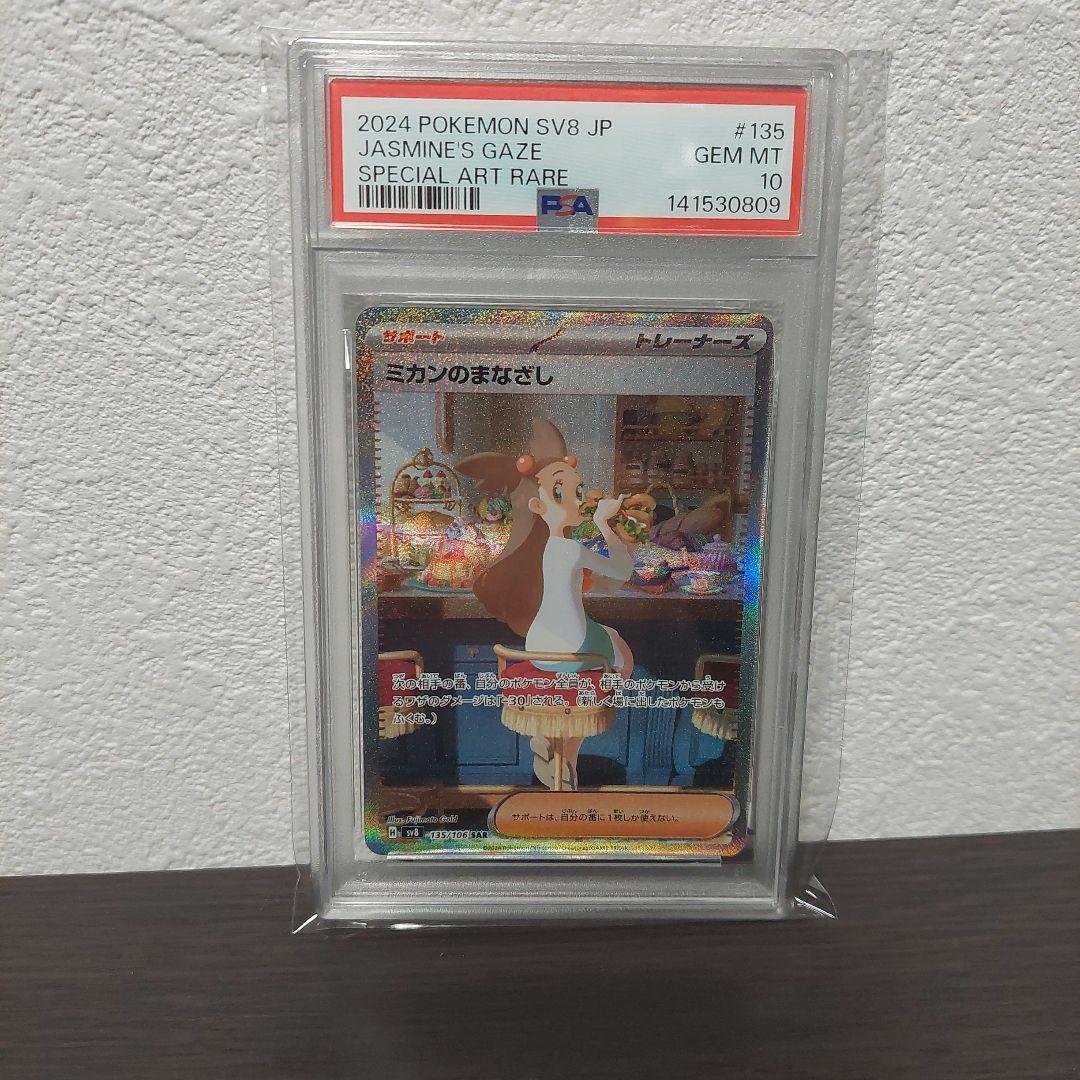 2024 POKEMON SV8 JP #135
JASMINE'S GAZE GEM MT
SPECIAL ART RARE 10
PSA 141530809
サポート トレーナーズ
ミカンのまなざし
次の相手の番、自分のポケモン全員が、相手のポケモンから受け
るワザのダメージは「-30」される。（新しく場に出したポケモンも
ふくむ。）
サポートは、自分の番に1枚しか使えない。
Illus. Fujimoto Gold
H sv8 135/106 SAR